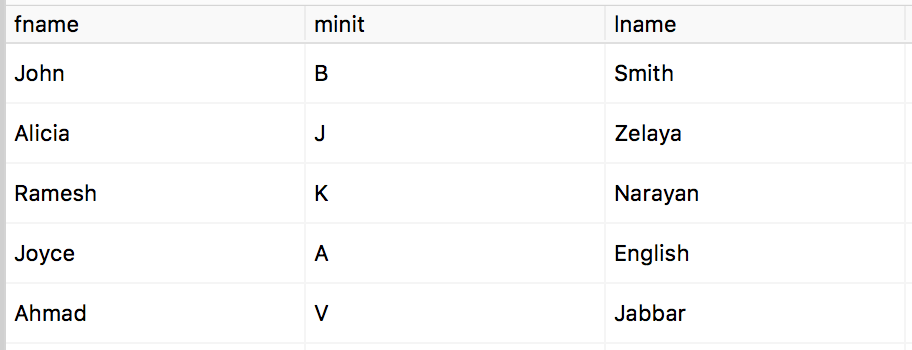 fname minit lname
John B Smith
Alicia J Zelaya
Ramesh K Narayan
Joyce A English
Ahmad V Jabbar